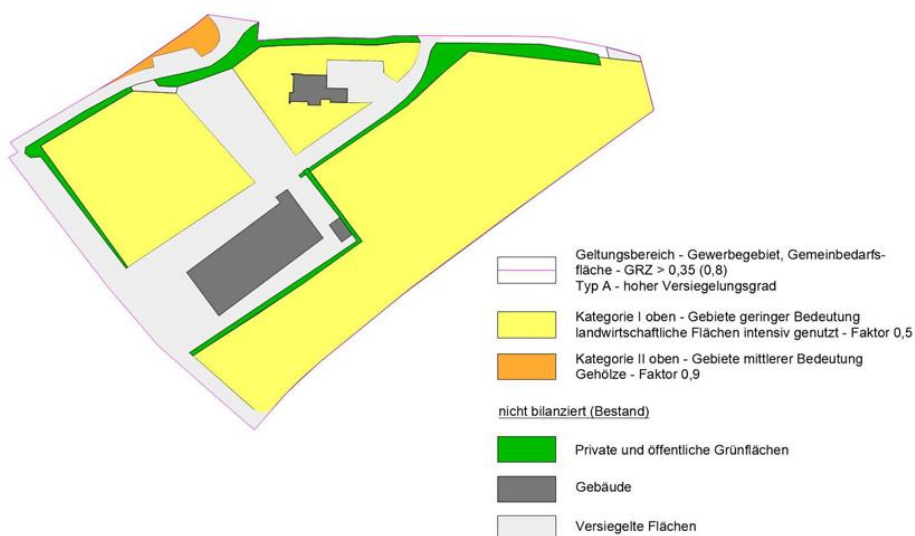 Geltungsbereich - Gewerbegebiet, Gemeinbedarfs-
fläche - GRZ > 0,35 (0,8)
Typ A - hoher Versiegelungsgrad
Kategorie I oben - Gebiete geringer Bedeutung
landwirtschaftliche Flächen intensiv genutzt - Faktor 0,5
Kategorie II oben - Gebiete mittlerer Bedeutung
Gehölze - Faktor 0,9
nicht bilanziert (Bestand)
Private und öffentliche Grünflächen
Gebäude
Versiegelte Flächen